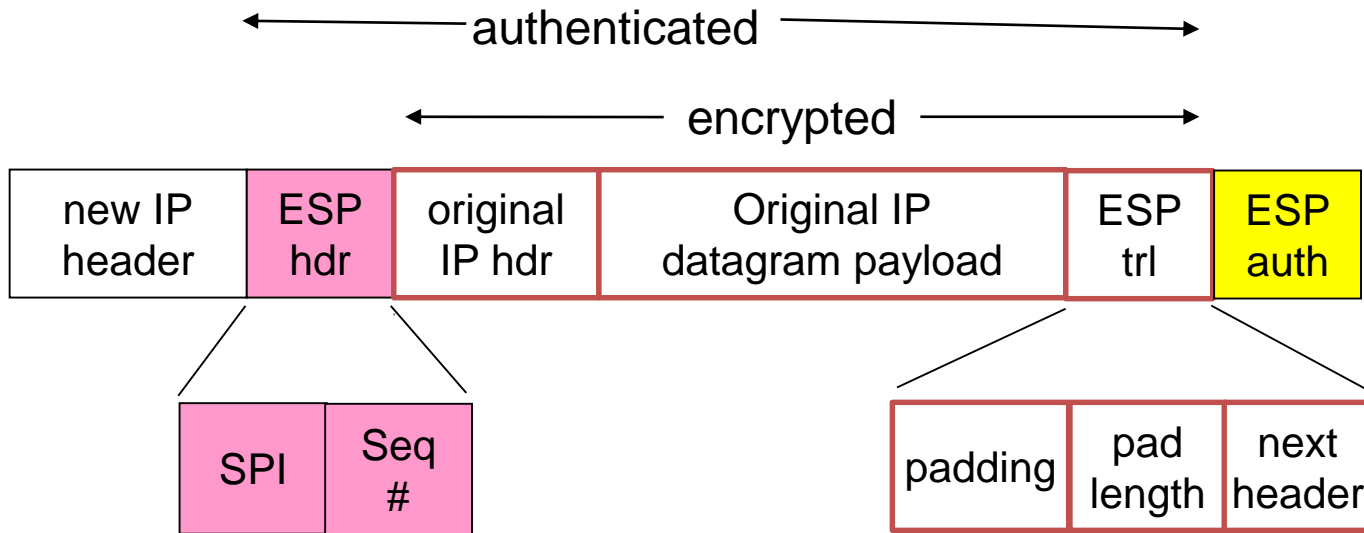 authenticated
encrypted
new IP
header
ESP
hdr
original
IP hdr
Original IP
datagram payload
ESP
trl
ESP
auth
SPI
Seq
#
padding
pad
length
next
header